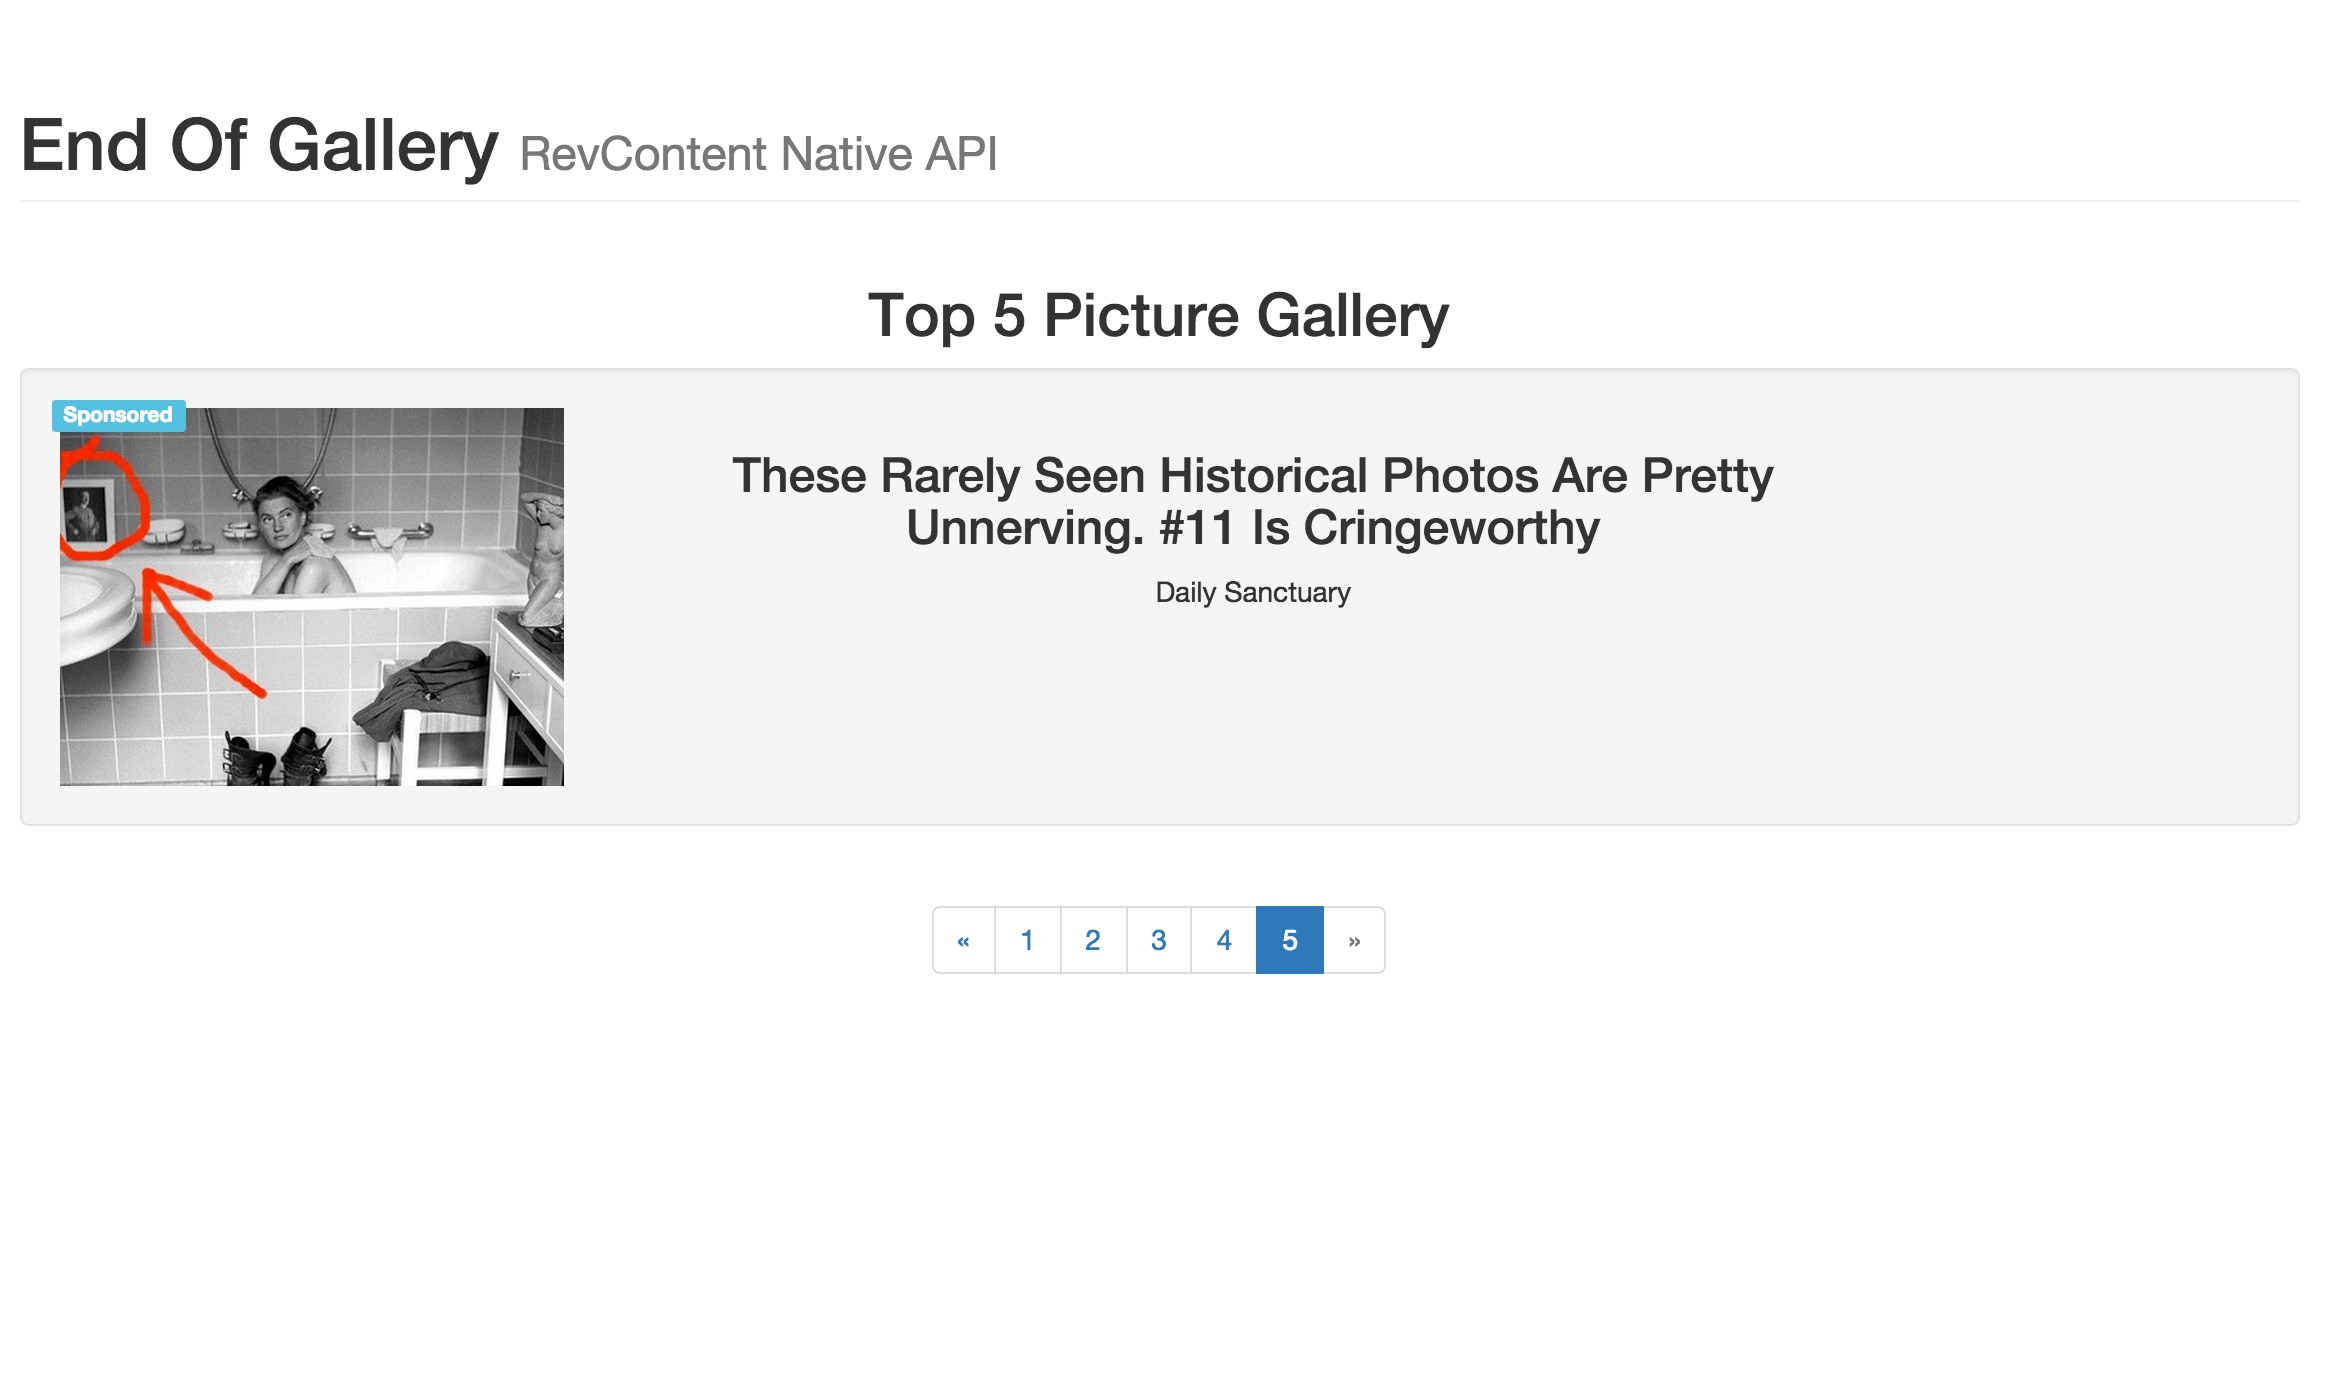 End Of Gallery RevContent Native API
Top 5 Picture Gallery
Sponsored
These Rarely Seen Historical Photos Are Pretty
Unnerving. #11 Is Cringeworthy
Daily Sanctuary
« 1 2 3 4 5 »